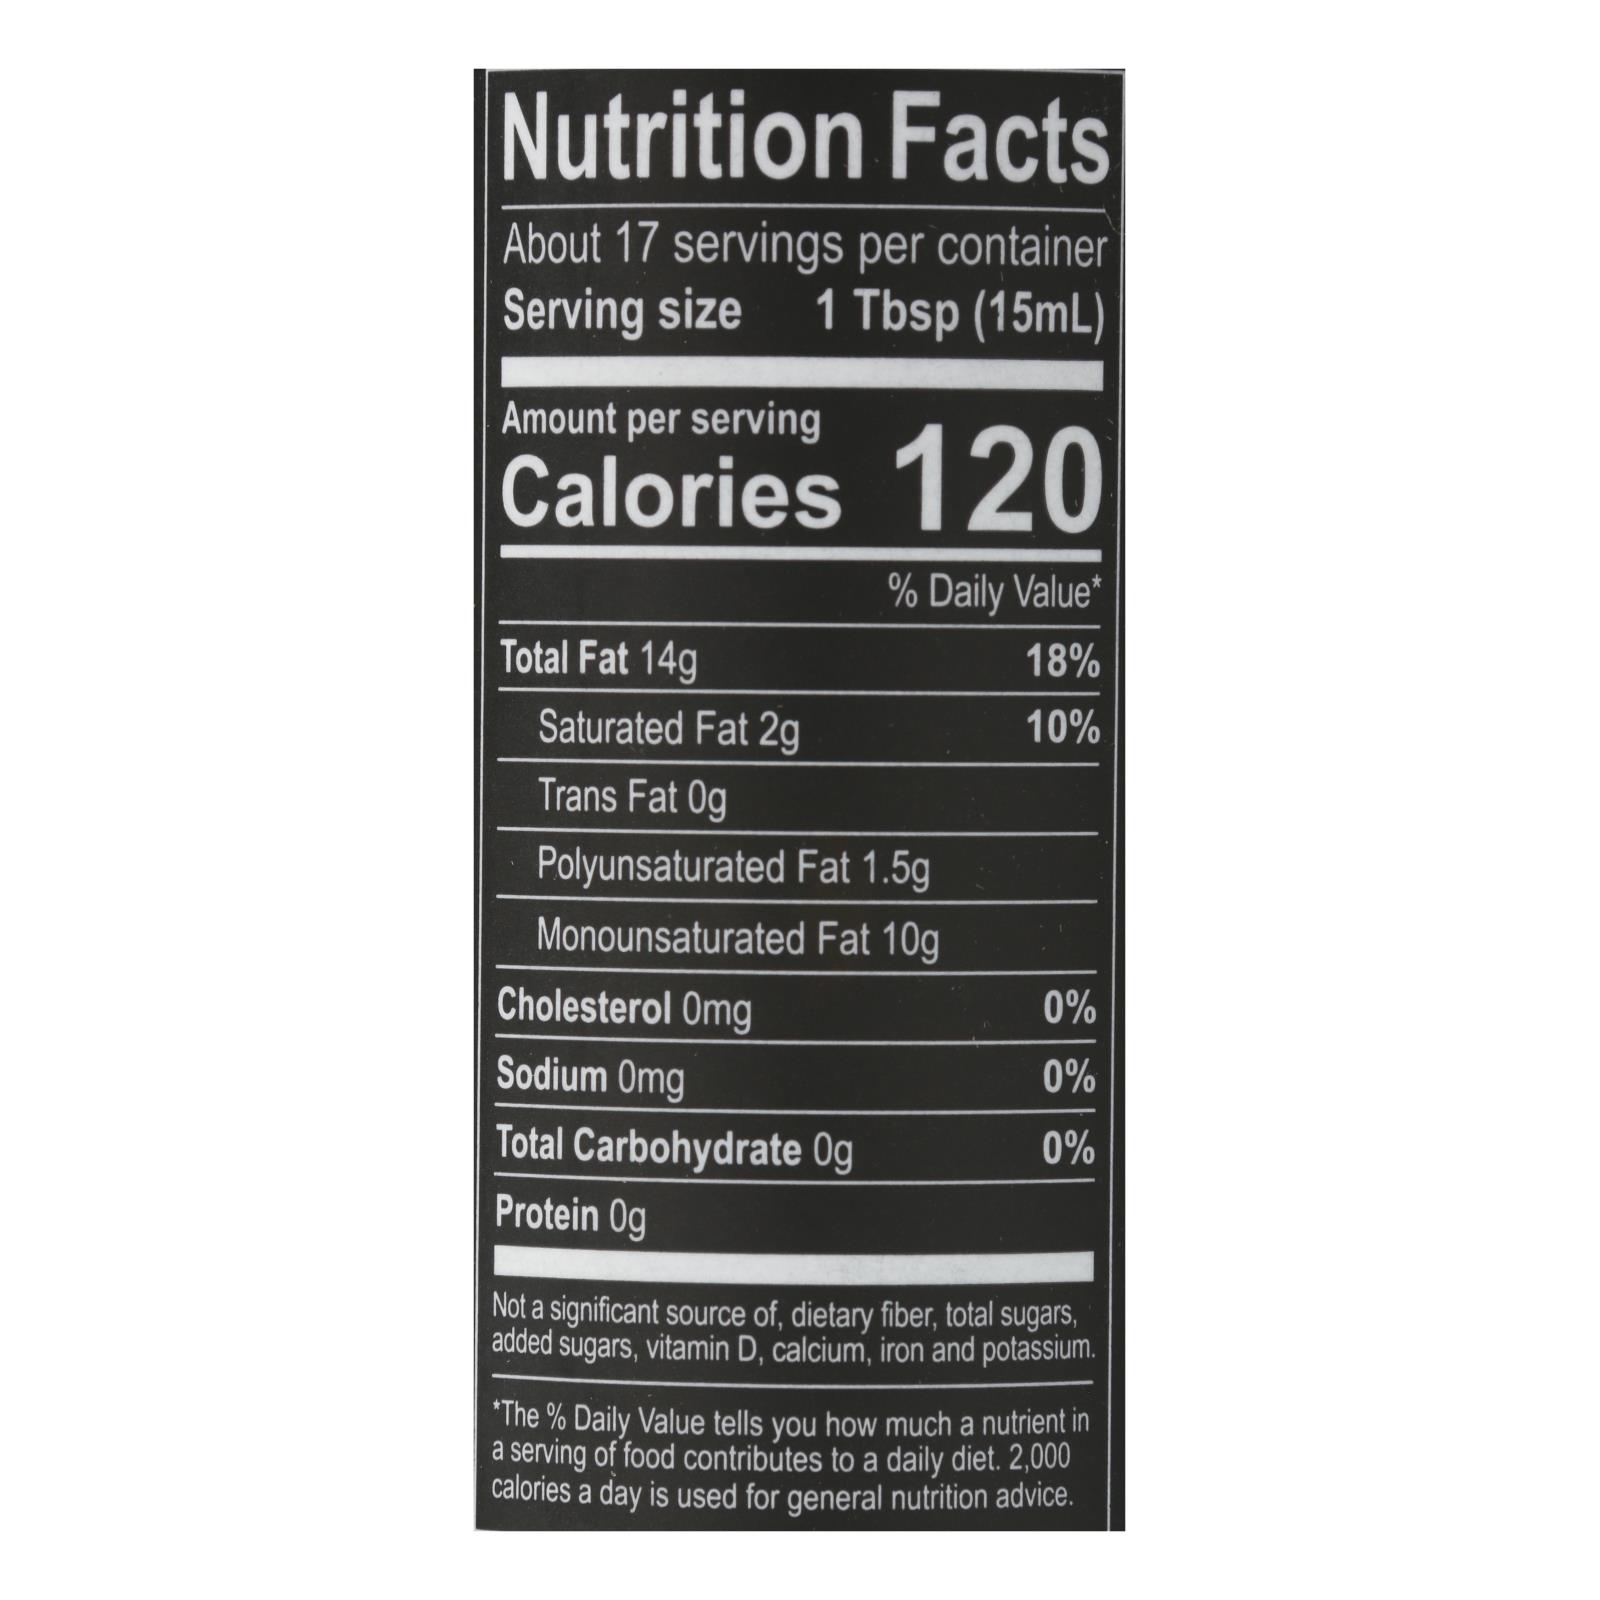 Nutrition Facts
About 17 servings per container
Serving size 1 Tbsp (15mL)
Amount per serving
Calories 120
% Daily Value*
Total Fat 14g 18%
Saturated Fat 2g 10%
Trans Fat 0g
Polyunsaturated Fat 1.5g
Monounsaturated Fat 10g
Cholesterol 0mg 0%
Sodium 0mg 0%
Total Carbohydrate 0g 0%
Protein 0g
Not a significant source of, dietary fiber, total sugars,
added sugars, vitamin D, calcium, iron and potassium.
*The % Daily Value tells you how much a nutrient in
a serving of food contributes to a daily diet. 2,000
calories a day is used for general nutrition advice.